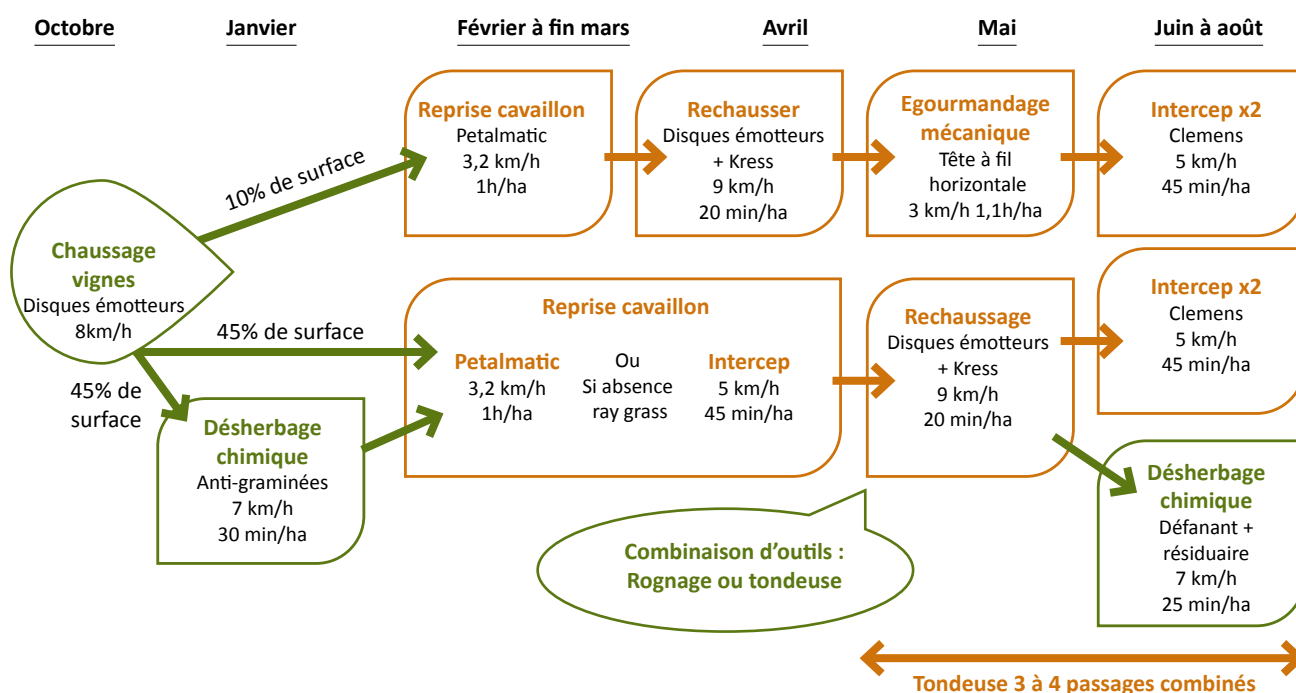 Octobre
Janvier
Février à fin mars
Avril
Mai
Juin à août
Chaussage
vignes
Disques émotteurs
8km/h
10% de surface
45% de surface
45% de
surface
Reprise cavaillon
Petalmatic
3,2 km/h
1h/ha
Rechausser
Disques émotteurs
+ Kress
9 km/h
20 min/ha
Egourmandage
mécanique
Tête à fil
horizontale
3 km/h 1,1h/ha
Intercep x2
Clemens
5 km/h
45 min/ha
Désherbage
chimique
Anti-graminées
7 km/h
30 min/ha
Reprise cavaillon
Petalmatic
3,2 km/h
1h/ha
Ou
Si absence
ray grass
Intercep
5 km/h
45 min/ha
Rechaussage
Disques émotteurs
+ Kress
9 km/h
20 min/ha
Intercep x2
Clemens
5 km/h
45 min/ha
Désherbage
chimique
Défanant +
résiduaire
7 km/h
25 min/ha
Combinaison d'outils :
Rognage ou tondeuse
Tondeuse 3 à 4 passages combinés